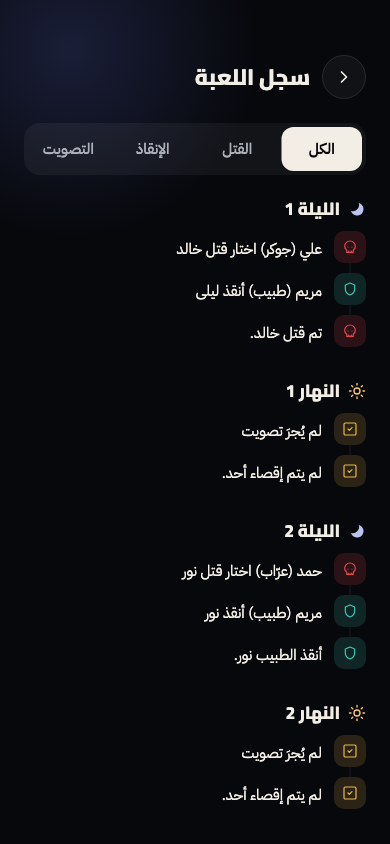 سجل اللعبة
الكل القتل الإنقاذ التصويت
الليلة 1
علي (جوكر) اختار قتل خالد
مريم (طبيب) أنقذ ليلى
تم قتل خالد.
النهار 1
لم يُجرَ تصويت
لم يتم إقصاء أحد.
الليلة 2
حمد (عرّاب) اختار قتل نور
مريم (طبيب) أنقذ نور
أنقذ الطبيب نور.
النهار 2
لم يُجرَ تصويت
لم يتم إقصاء أحد.